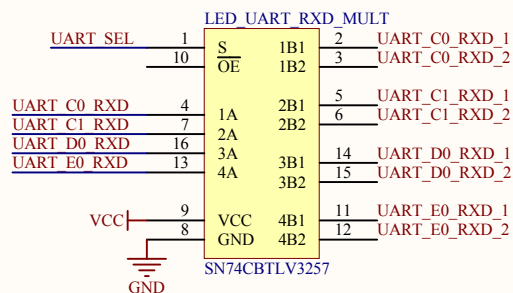 LED_UART_RXD_MULT
UART_SEL 1 S 1B1 2 UART_C0_RXD_1
10 OE 1B2 3 UART_C0_RXD_2
2B1 5 UART_C1_RXD_1
UART_C0_RXD 4 1A 2B2 6 UART_C1_RXD_2
UART_C1_RXD 7 2A
UART_D0_RXD 16 3A 3B1 14 UART_D0_RXD_1
UART_E0_RXD 13 4A 3B2 15 UART_D0_RXD_2
VCC 9 VCC 4B1 11 UART_E0_RXD_1
8 GND 4B2 12 UART_E0_RXD_2
SN74CBTLV3257
GND